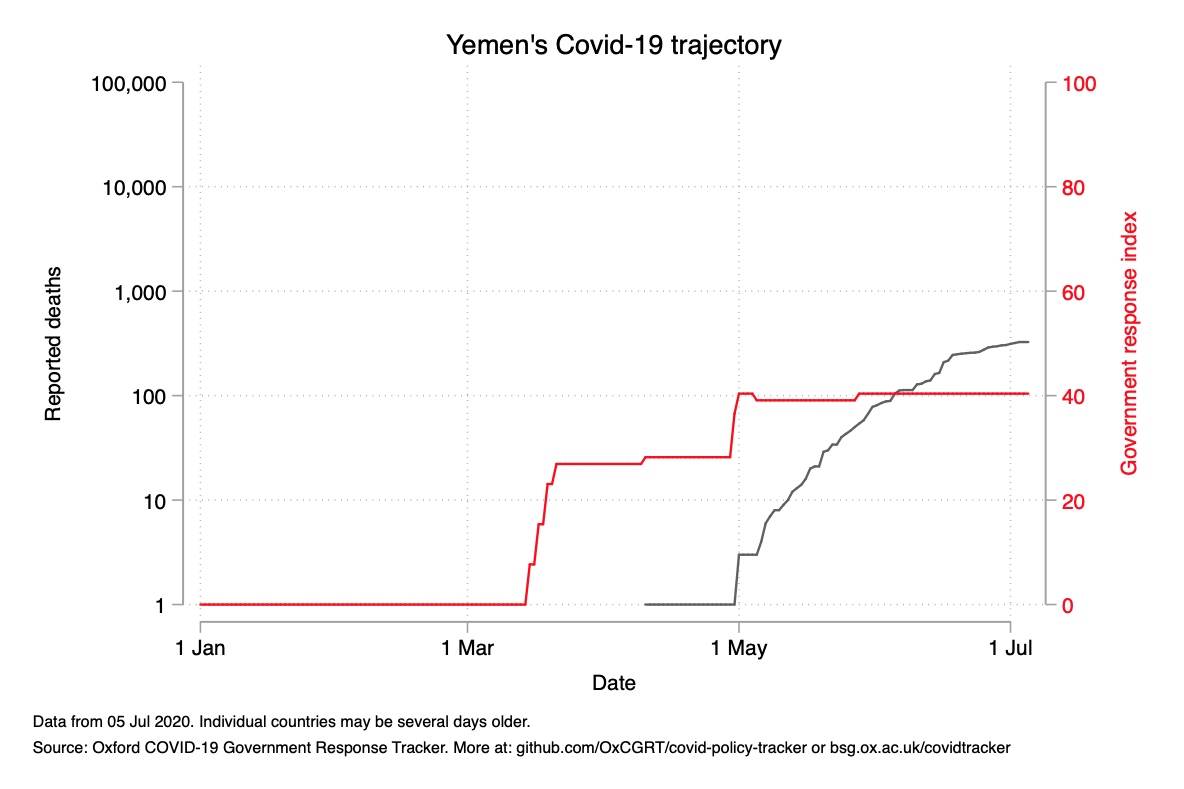 Yemen's Covid-19 trajectory
100,000
10,000
1,000
100
10
1
Reported deaths
100
80
60
40
20
0
Government response index
1 Jan
1 Mar
1 May
1 Jul
Date
Data from 05 Jul 2020. Individual countries may be several days older.
Source: Oxford COVID-19 Government Response Tracker. More at: github.com/OxCGRT/covid-policy-tracker or bsg.ox.ac.uk/covidtracker